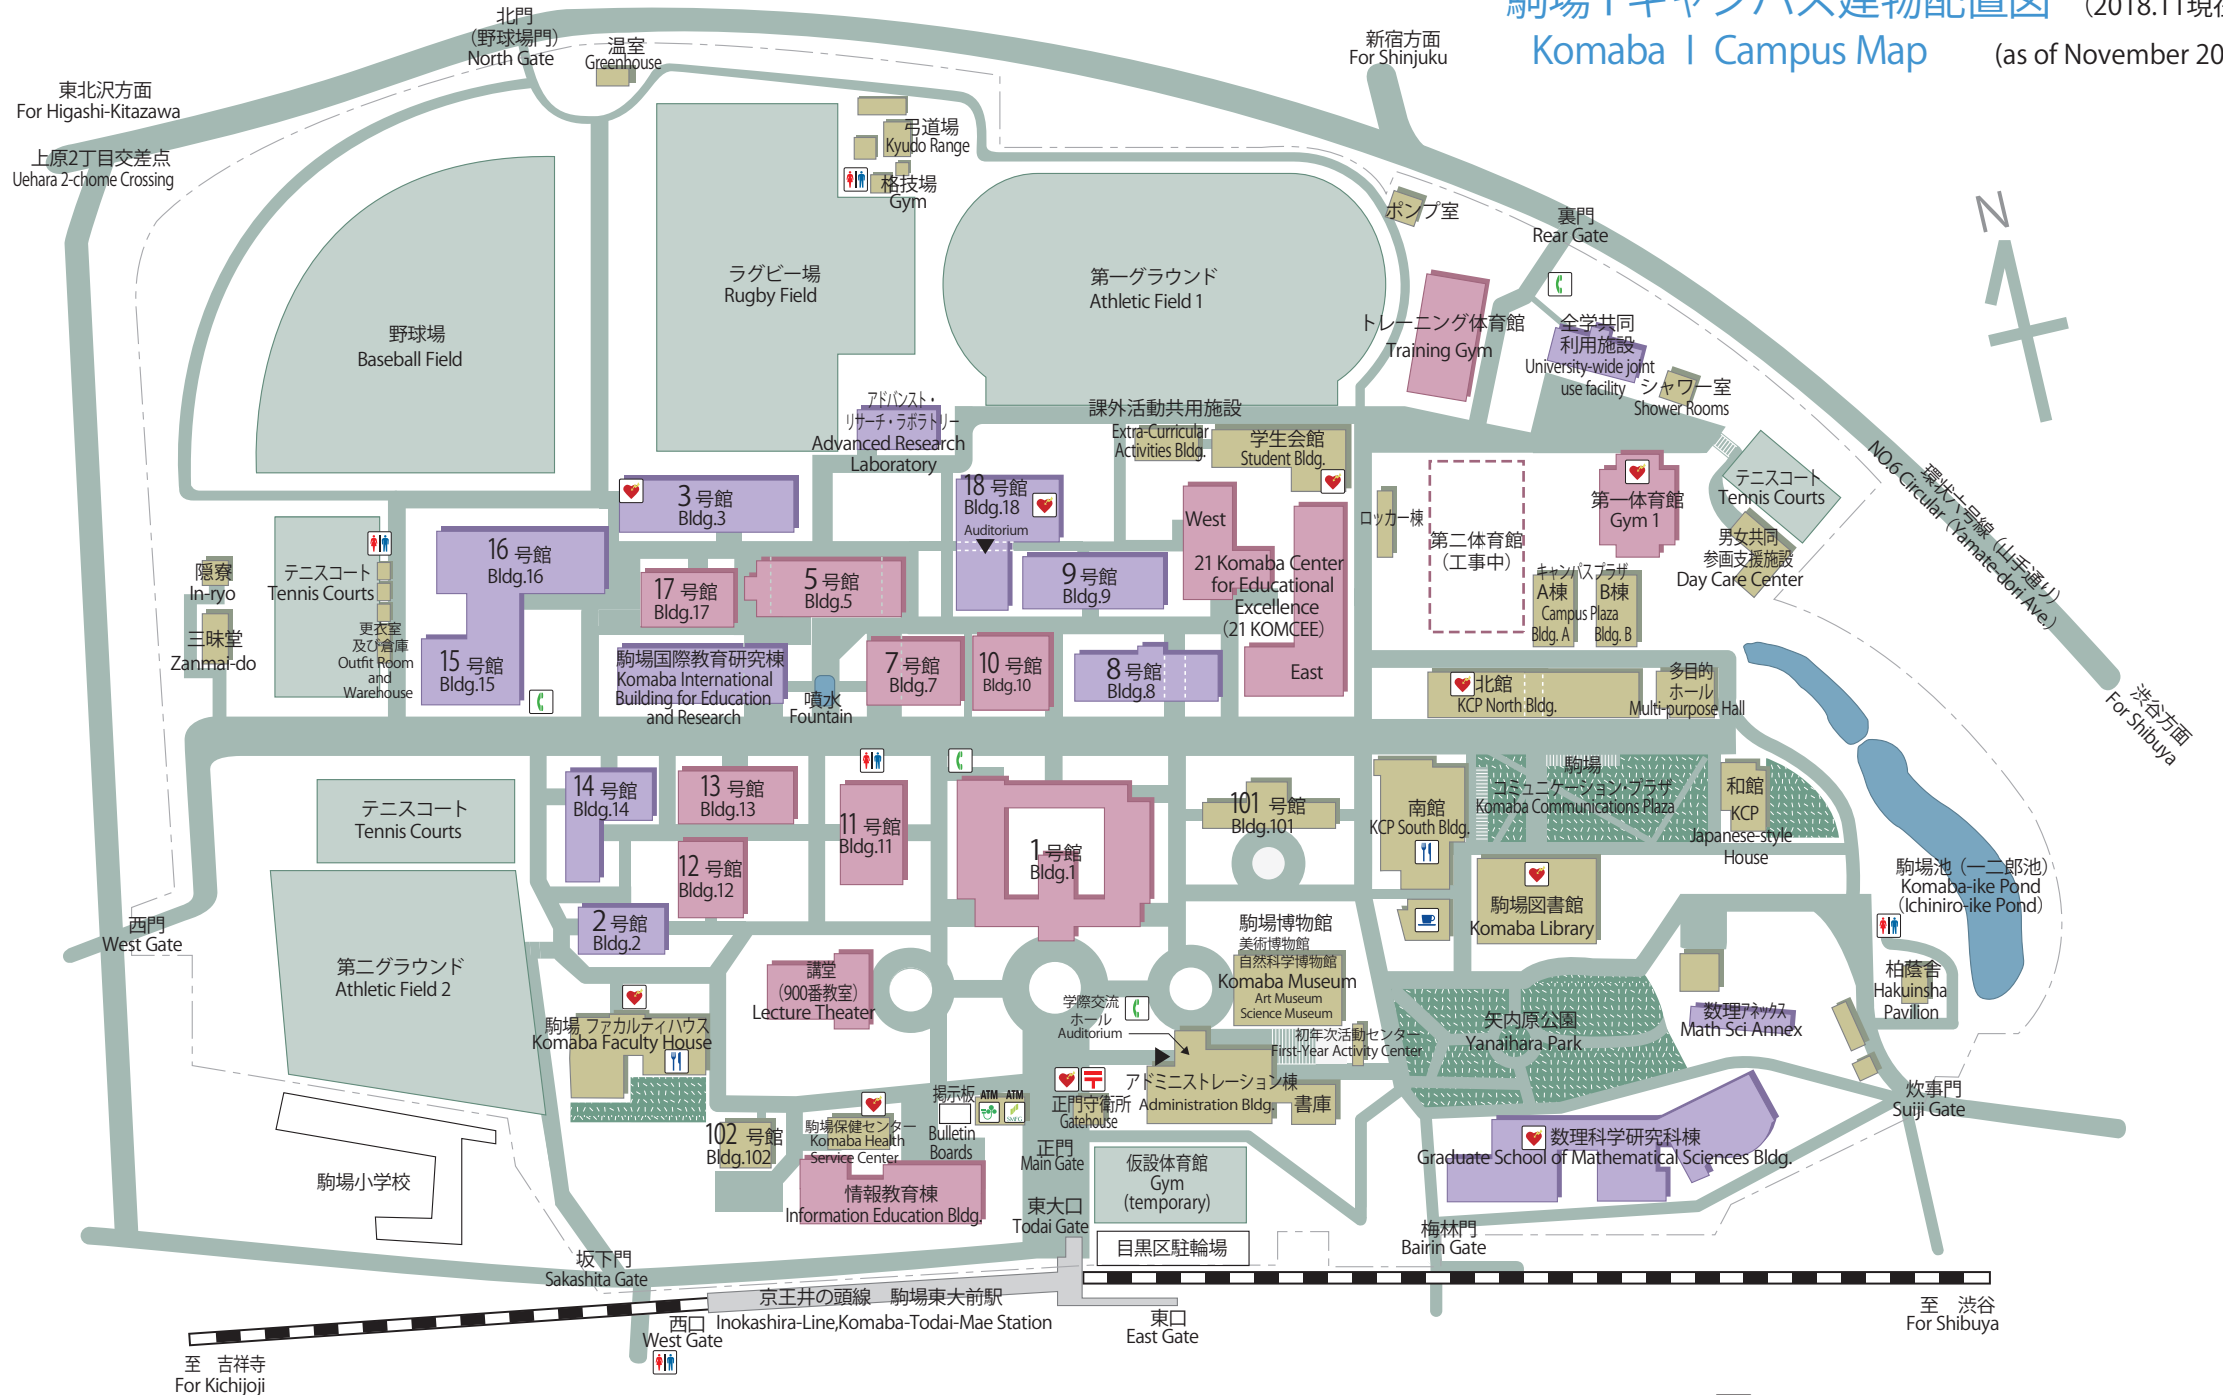 駒場Ⅰキャンパス建物配置図 (2018.11現在
Komaba Ⅰ Campus Map (as of November 20
北門
(野球場門)
North Gate
温室
Greenhouse
新宿方面
For Shinjuku
東北沢方面
For Higashi-Kitazawa
上原2丁目交差点
Uehara 2-chome Crossing
弓道場
Kyudo Range
格技場
Gym
ポンプ室
裏門
Rear Gate
N
ラグビー場
Rugby Field
第一グラウンド
Athletic Field 1
野球場
Baseball Field
トレーニング体育館
Training Gym
全学共同
利用施設
University-wide joint
use facility
シャワー室
Shower Rooms
アドバンスト・
リサーチ・ラボラトリー
Advanced Research
Laboratory
課外活動共用施設
Extra-Curricular
Activities Bldg.
学生会館
Student Bldg.
テニスコート
Tennis Courts
環状六号線(山手通り)
NO.6 Circular (Yamate-dori Ave.)
3 号館
Bldg.3
18 号館
Bldg.18
Auditorium
West
ロッカー棟
第二体育館
(工事中)
第一体育館
Gym 1
男女共同
参画支援施設
Day Care Center
16 号館
Bldg.16
隠寮
In-ryo
テニスコート
Tennis Courts
17 号館
Bldg.17
5 号館
Bldg.5
9 号館
Bldg.9
21 Komaba Center
for Educational
Excellence
(21 KOMCEE)
East
キャンパスプラザ
A棟 B棟
Campus Plaza
Bldg. A Bldg. B
三昧堂
Zanmai-do
更衣室
及び倉庫
Outfit Room
and
Warehouse
15 号館
Bldg.15
駒場国際教育研究棟
Komaba International
Building for Education
and Research
噴水
Fountain
7 号館
Bldg.7
10 号館
Bldg.10
8 号館
Bldg.8
北館
KCP North Bldg.
多目的
ホール
Multi-purpose Hall
渋谷方面
For Shibuya
14 号館
Bldg.14
13 号館
Bldg.13
11 号館
Bldg.11
12 号館
Bldg.12
1 号館
Bldg.1
101 号館
Bldg.101
南館
KCP South Bldg.
駒場
コミュニケーション・プラザ
Komaba Communications Plaza
和館
KCP
Japanese-style
House
テニスコート
Tennis Courts
2 号館
Bldg.2
駒場図書館
Komaba Library
駒場池(一二郎池)
Komaba-ike Pond
(Ichiniro-ike Pond)
西門
West Gate
第二グラウンド
Athletic Field 2
講堂
(900番教室)
Lecture Theater
駒場博物館
美術博物館
自然科学博物館
Komaba Museum
Art Museum
Science Museum
柏蔭舎
Hakuinsha
Pavilion
駒場 ファカルティハウス
Komaba Faculty House
学際交流
ホール
Auditorium
初年次活動センター
First-Year Activity Center
矢内原公園
Yanaihara Park
数理アネックス
Math Sci Annex
アドミニストレーション棟
Administration Bldg.
書庫
掲示板
Bulletin
Boards
ATM ATM
SMFG
正門守衛所
Gatehouse
炊事門
Suiji Gate
102 号館
Bldg.102
駒場保健センター
Komaba Health
Service Center
正門
Main Gate
仮設体育館
Gym
(temporary)
数理科学研究科棟
Graduate School of Mathematical Sciences Bldg.
駒場小学校
情報教育棟
Information Education Bldg.
東大口
Todai Gate
目黒区駐輪場
梅林門
Bairin Gate
坂下門
Sakashita Gate
京王井の頭線 駒場東大前駅
Inokashira-Line,Komaba-Todai-Mae Station
西口
West Gate
東口
East Gate
至 渋谷
For Shibuya
至 吉祥寺
For Kichijoji